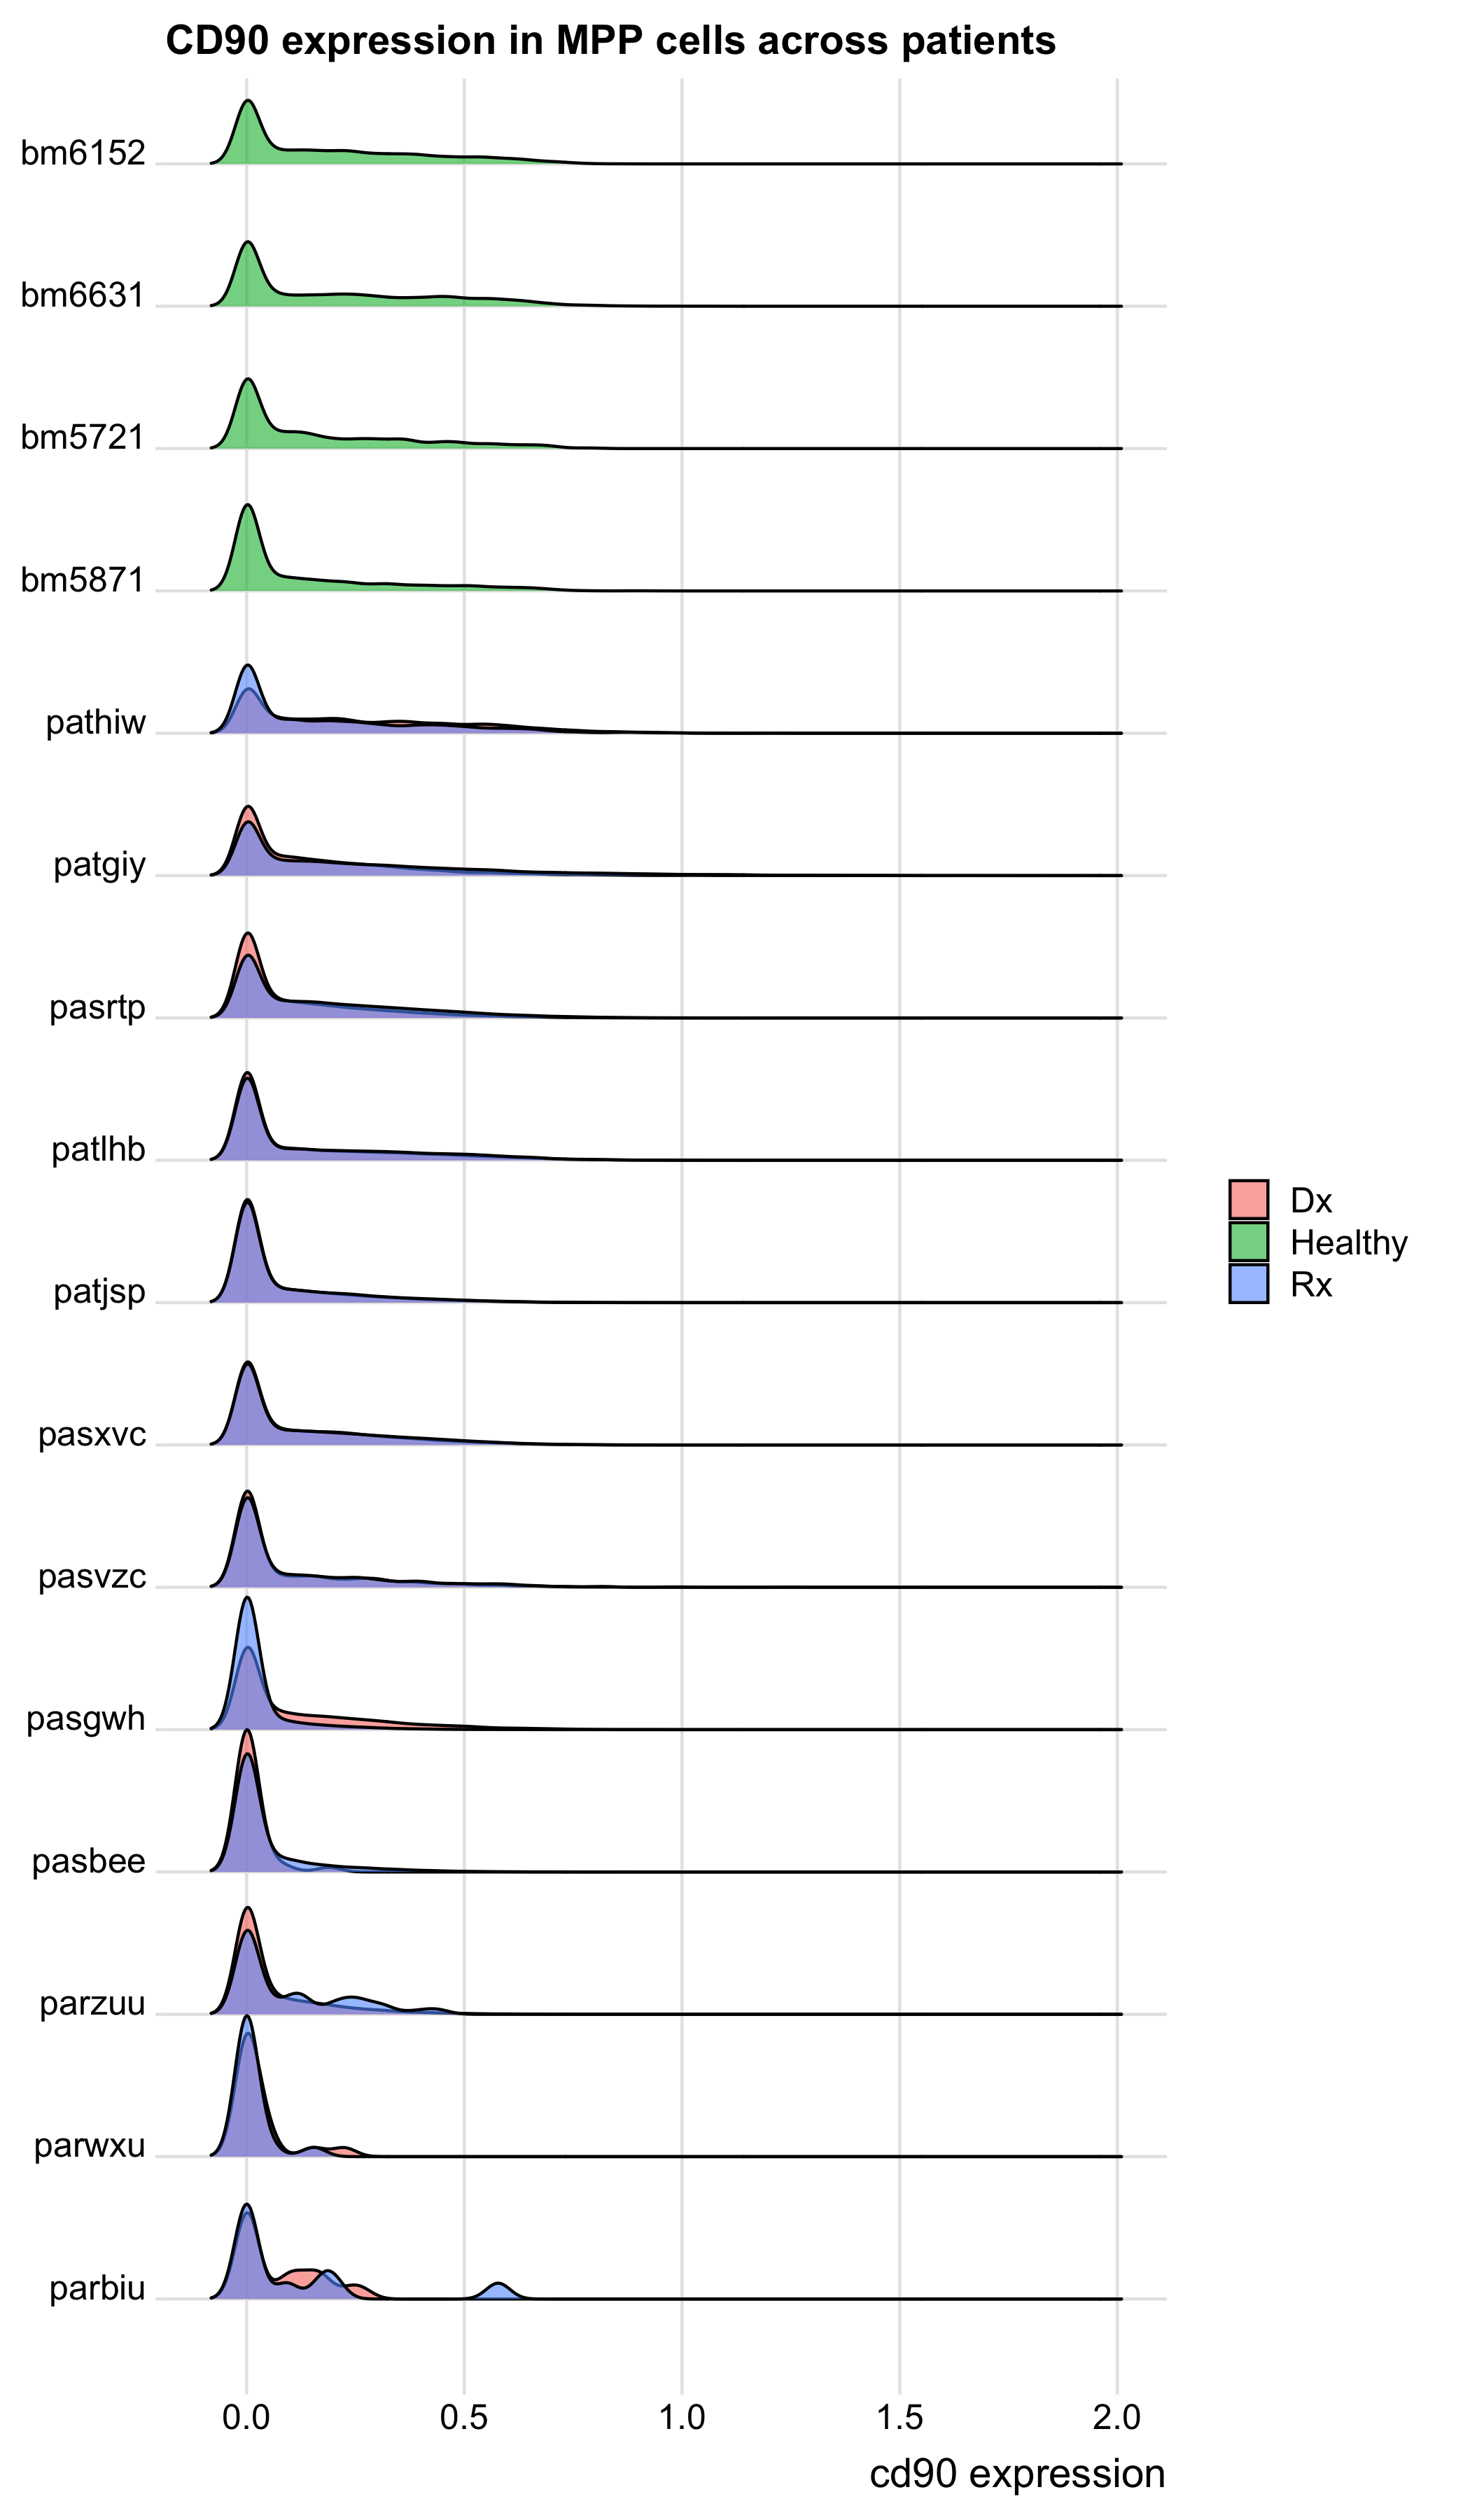 CD90 expression in MPP cells across patients
bm6152
bm6631
bm5721
bm5871
pathiw
patgiy
pasrtp
patlhb
patjsp
pasxvc
pasvzc
pasgwh
pasbee
parzuu
parwxu
parbiu
Dx
Healthy
Rx
0.0 0.5 1.0 1.5 2.0
cd90 expression